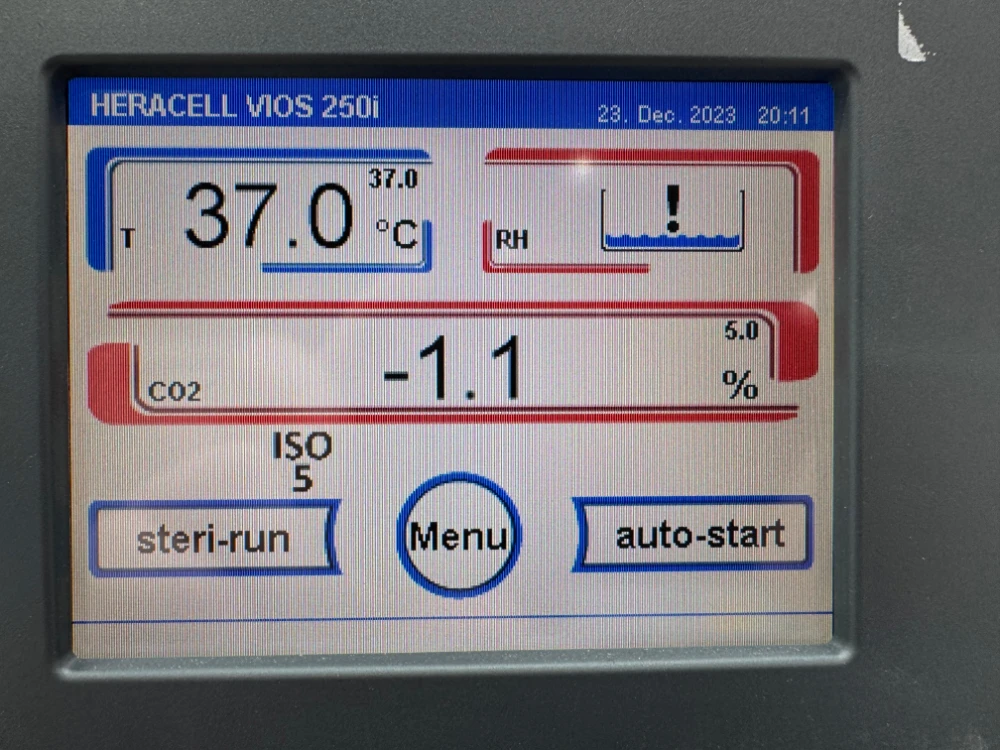 HERACELL VIOS 250i 23. Dec. 2023 20:11
37.0
T 37.0 °C
!
RH
5.0
CO2 -1.1 %
ISO
5
steri-run Menu auto-start